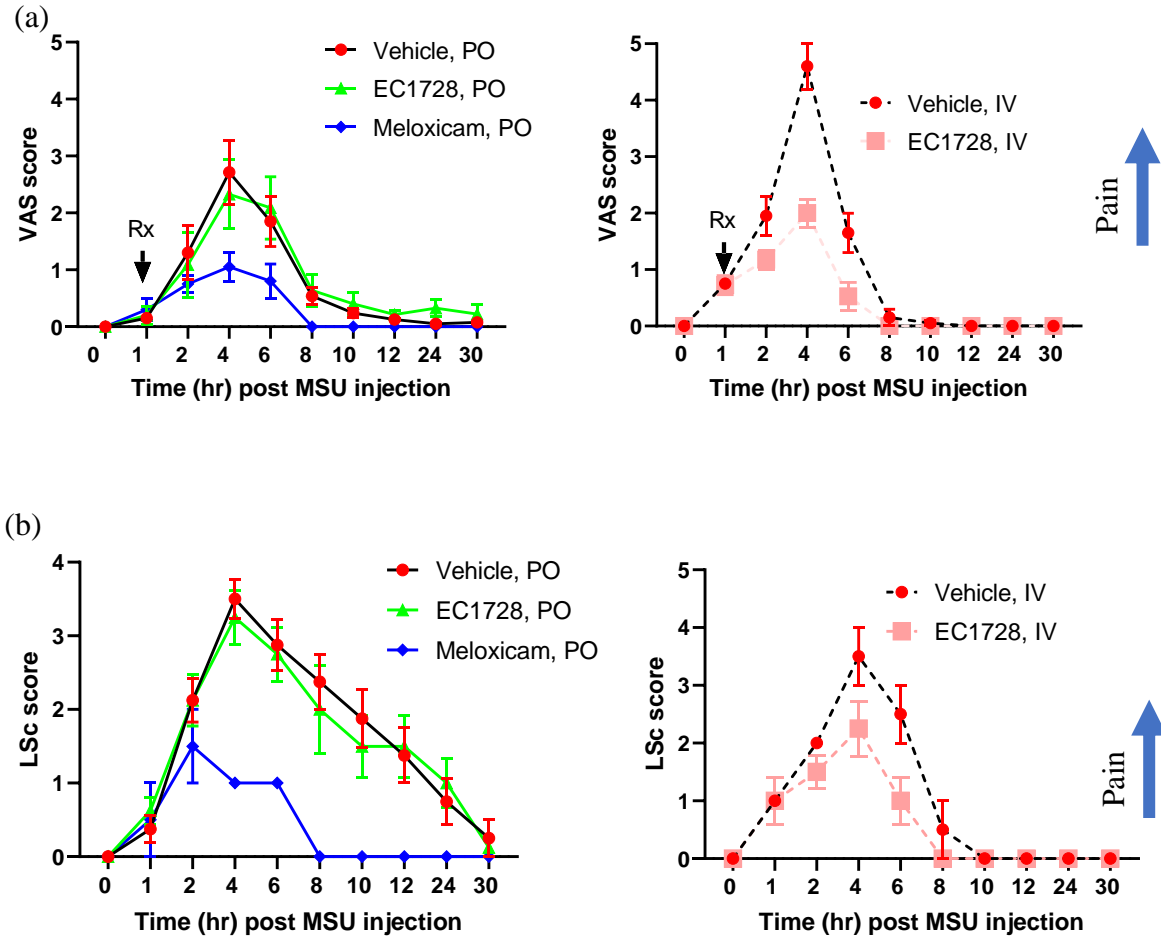 (a)
5
4
3
2
1
0
VAS score
Rx
Vehicle, PO
EC1728, PO
Meloxicam, PO
0 1 2 4 6 8 10 12 24 30
Time (hr) post MSU injection
5
4
3
2
1
0
VAS score
Rx
Vehicle, IV
EC1728, IV
0 1 2 4 6 8 10 12 24 30
Time (hr) post MSU injection
Pain
(b)
4
3
2
1
0
LSc score
Vehicle, PO
EC1728, PO
Meloxicam, PO
0 1 2 4 6 8 10 12 24 30
Time (hr) post MSU injection
5
4
3
2
1
0
LSc score
Vehicle, IV
EC1728, IV
0 1 2 4 6 8 10 12 24 30
Time (hr) post MSU injection
Pain